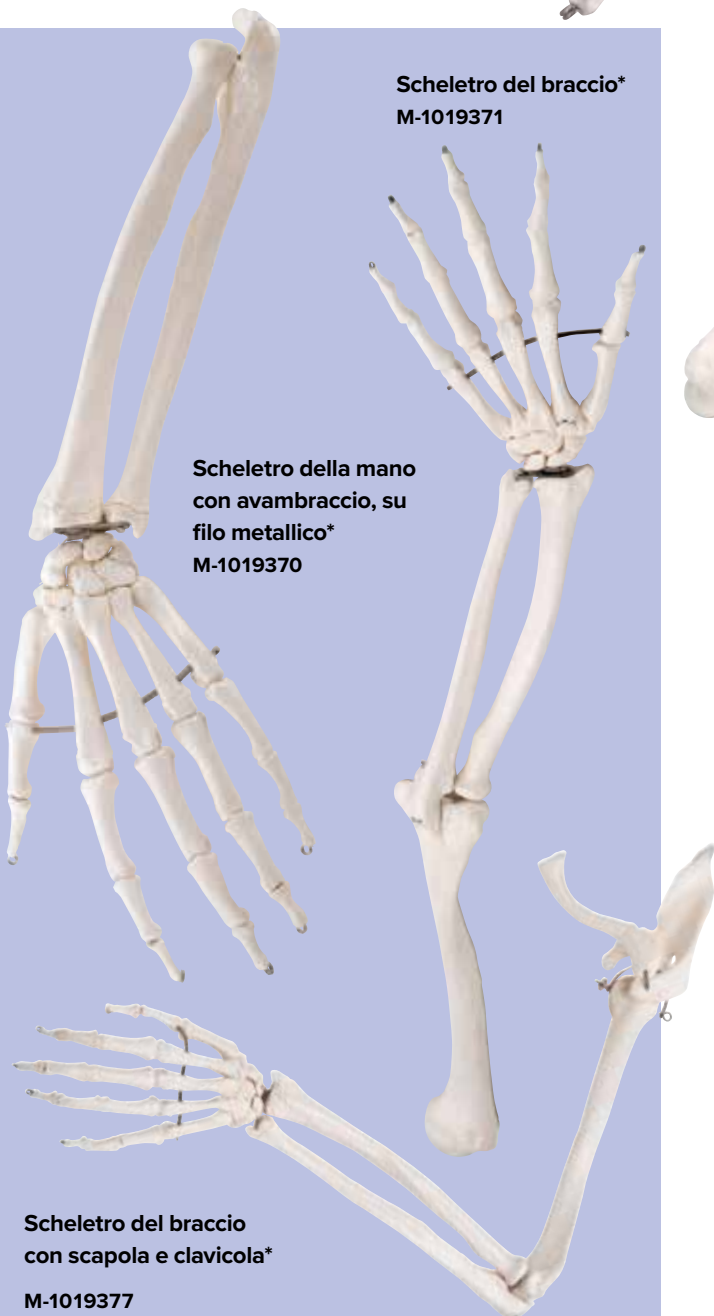 Scheletro del braccio*
M-1019371
Scheletro della mano
con avambraccio, su
filo metallico*
M-1019370
Scheletro del braccio
con scapola e clavicola*
M-1019377